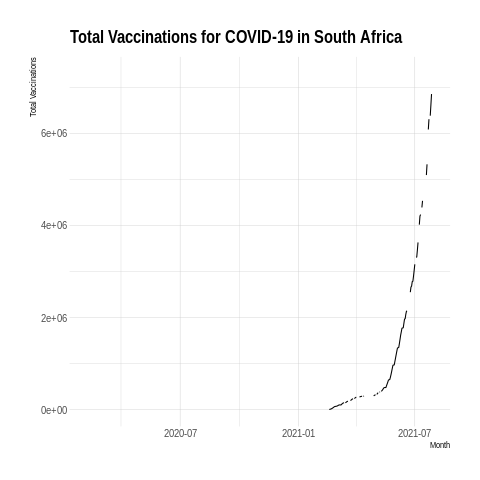 Total Vaccinations for COVID-19 in South Africa
Total Vaccinations
6e+06
4e+06
2e+06
0e+00
2020-07
2021-01
2021-07
Month